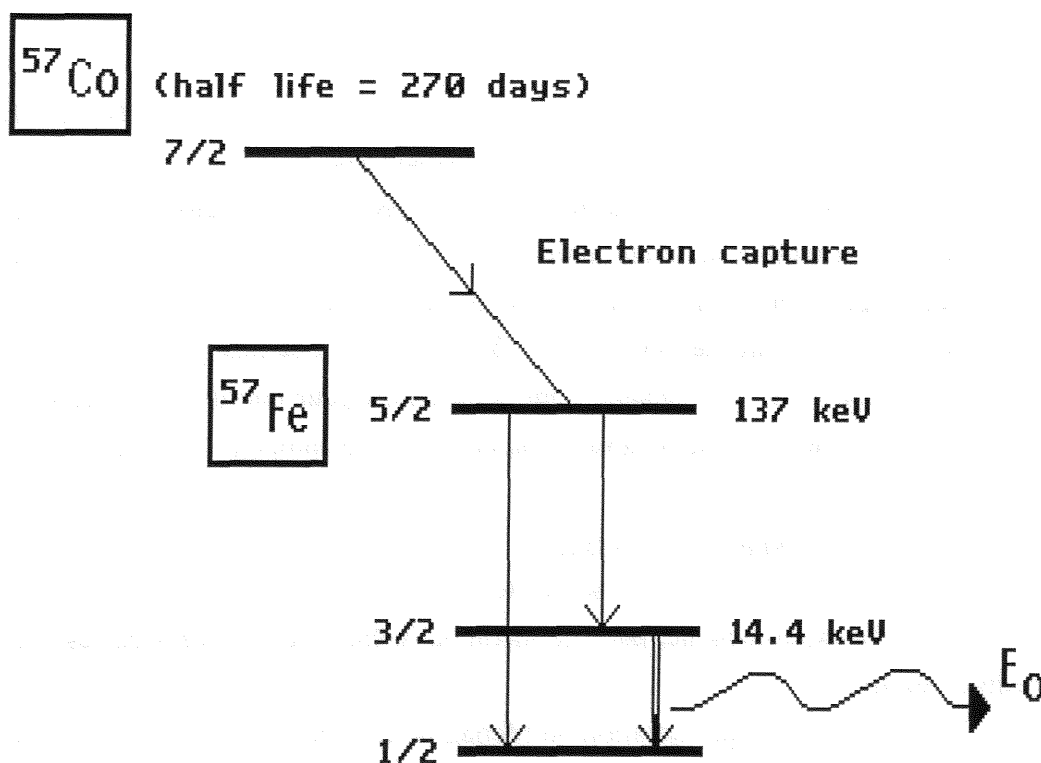 ⁵⁷Co (half life = 270 days)
7/2
Electron capture
⁵⁷Fe 5/2 137 keV
3/2 14.4 keV
E₀
1/2